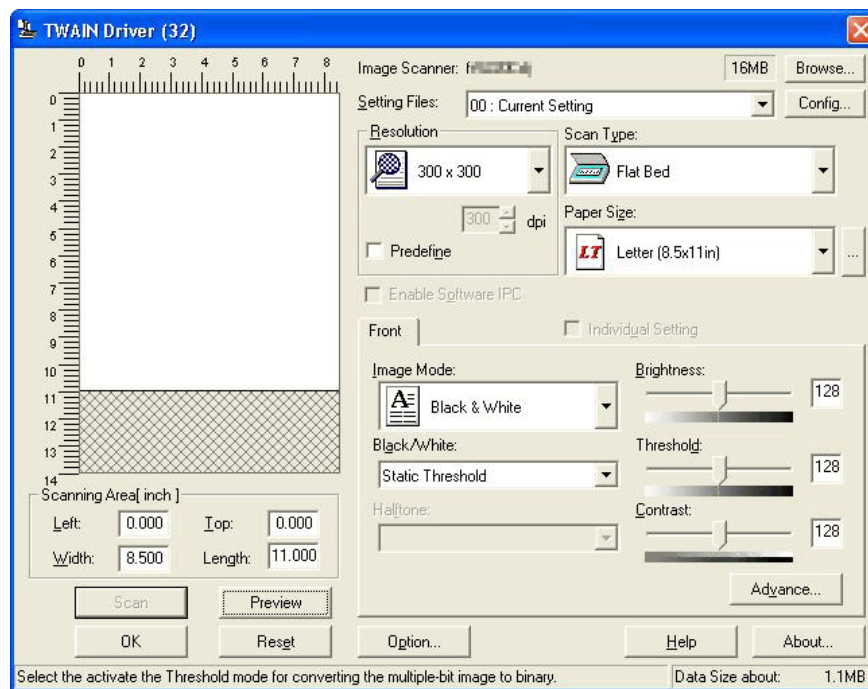 TWAIN Driver (32)
0 1 2 3 4 5 6 7 8
0
1
2
3
4
5
6
7
8
9
10
11
12
13
14
Image Scanner:
16MB
Browse...
Setting Files:
00 : Current Setting
Config...
Resolution
300 x 300
300 dpi
Predefine
Scan Type:
Flat Bed
Paper Size:
LT Letter (8.5x11in)
...
Enable Software IPC
Front
Individual Setting
Image Mode:
A Black & White
Black/White:
Static Threshold
Halftone:
Brightness:
128
Threshold:
128
Contrast:
128
Advance...
Scanning Area[ inch ]
Left: 0.000 Top: 0.000
Width: 8.500 Length: 11.000
Scan Preview
OK Reset
Option... Help About...
Select the activate the Threshold mode for converting the multiple-bit image to binary.
Data Size about: 1.1MB